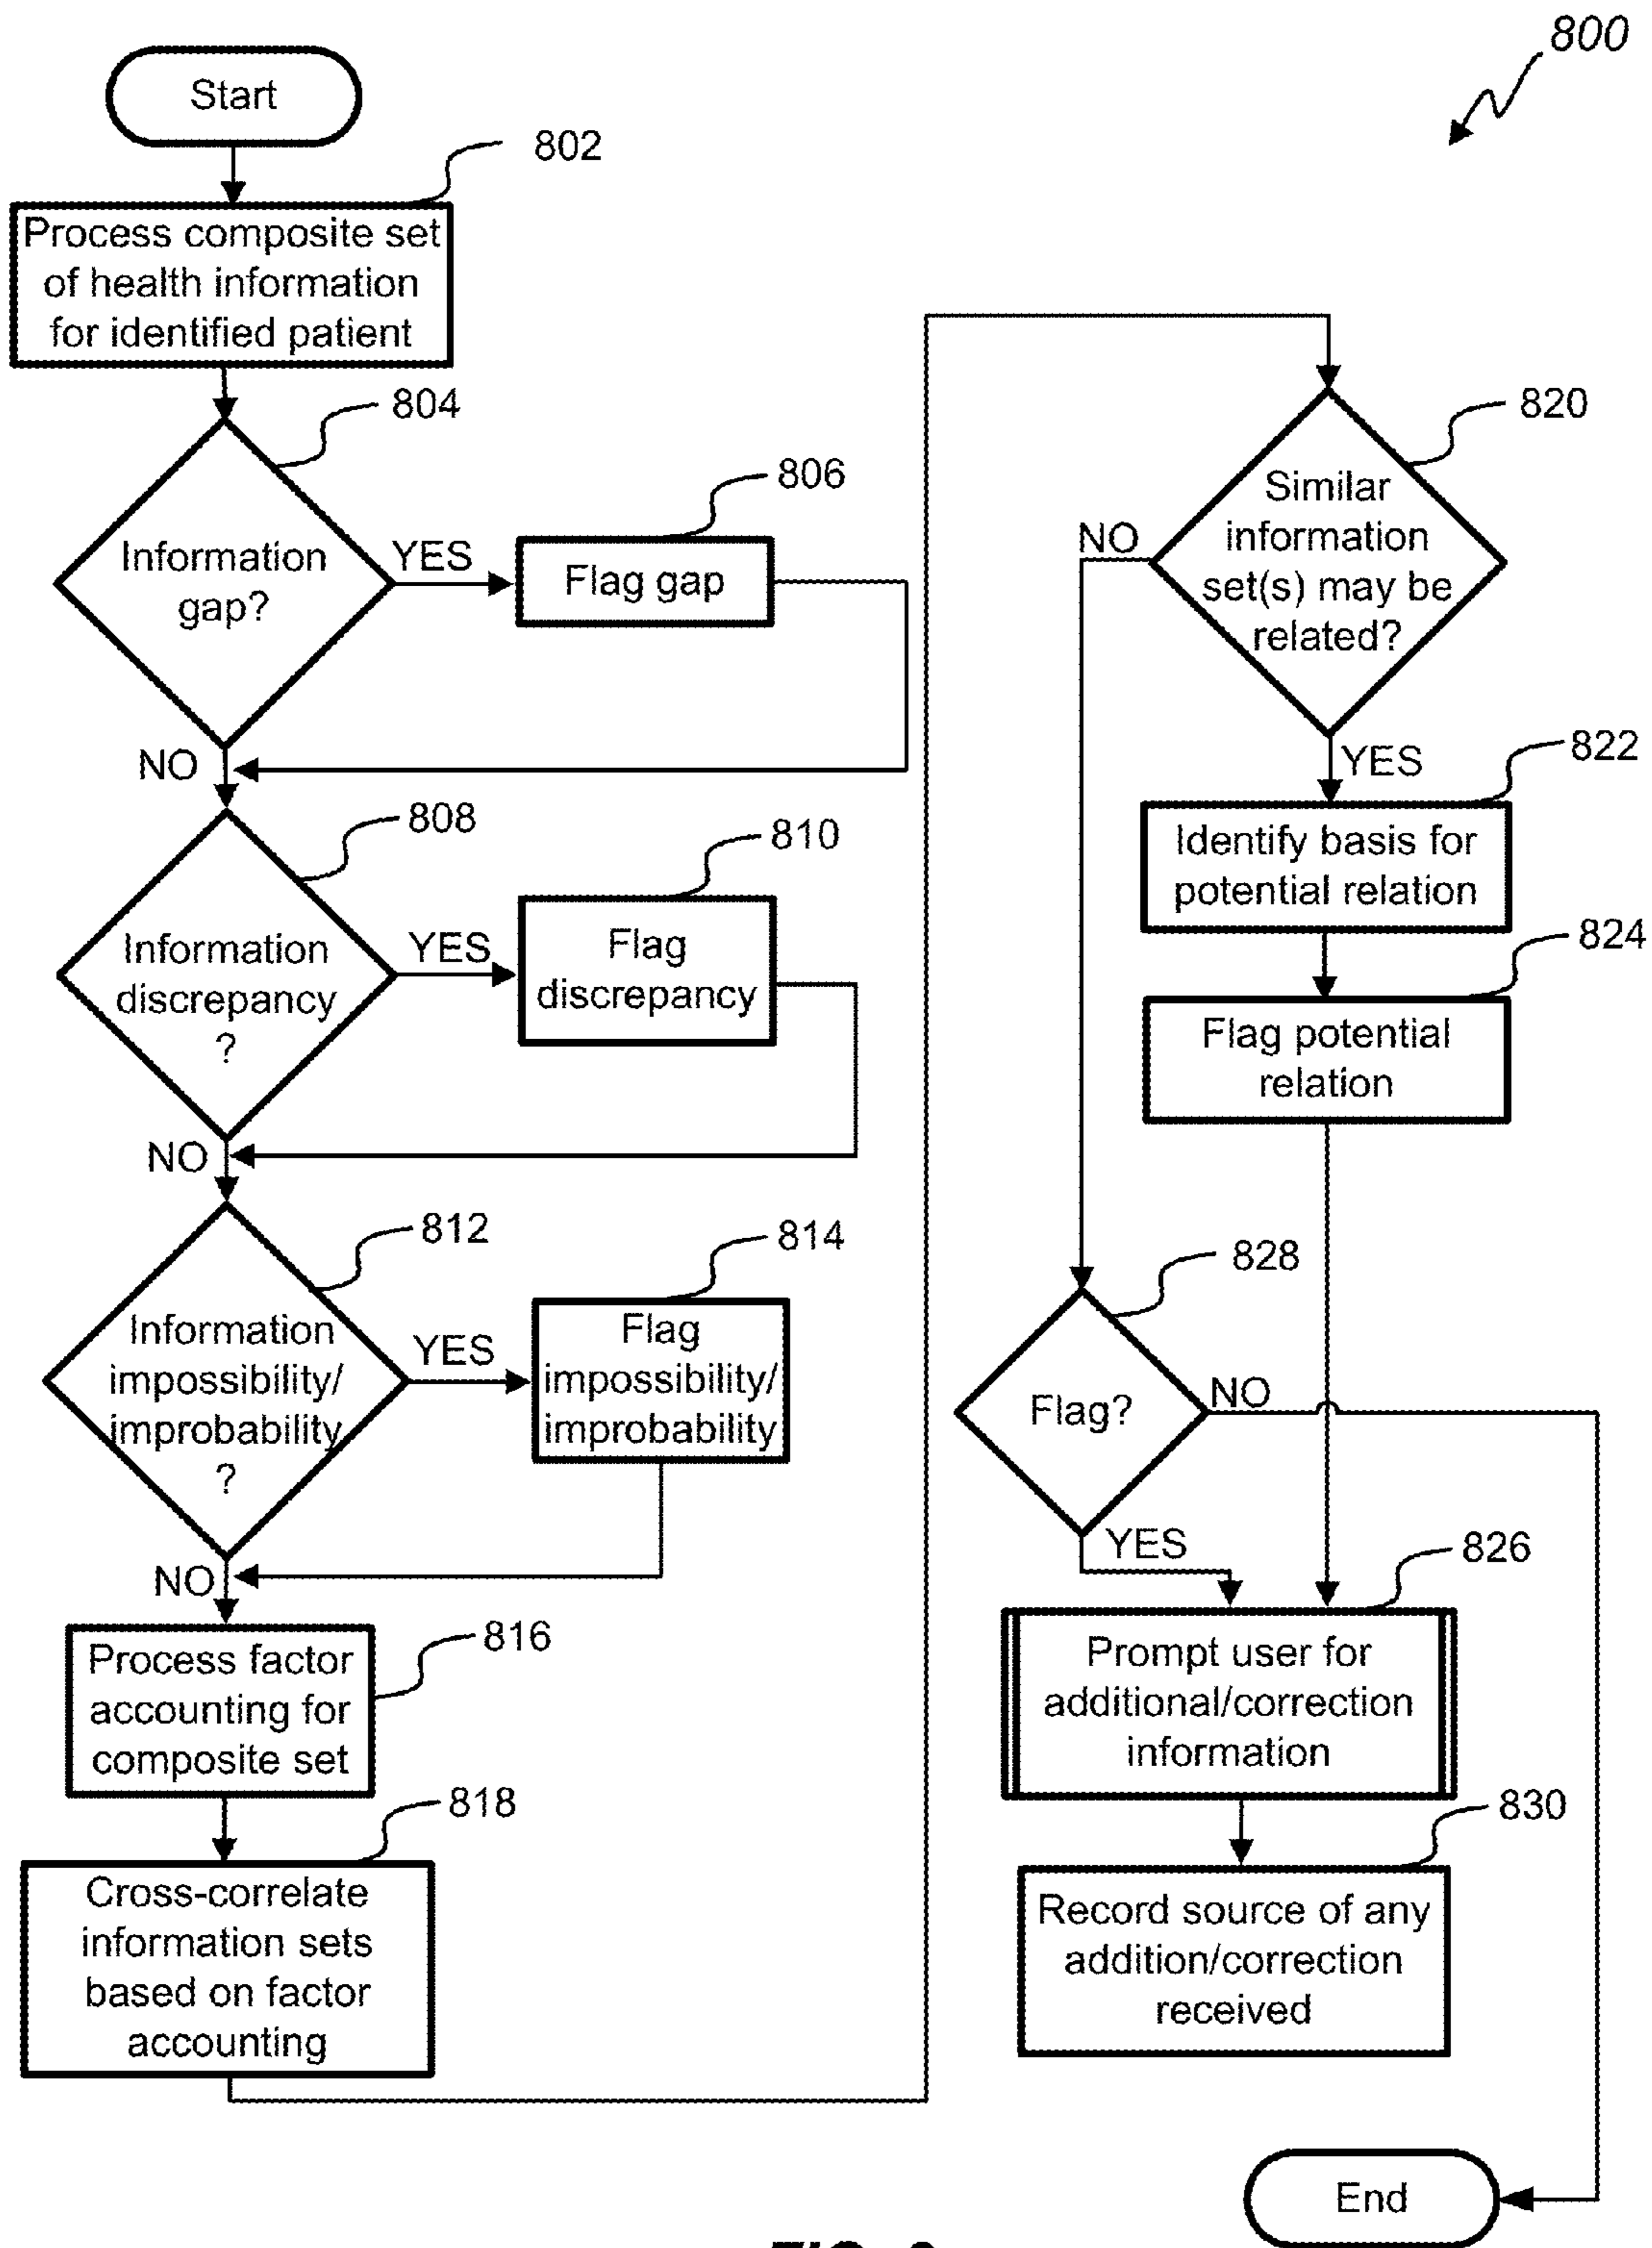 800
Start
802
Process composite set
of health information
for identified patient
804
Information
gap?
YES
806
Flag gap
NO
808
Information
discrepancy
?
YES
810
Flag
discrepancy
NO
812
Information
impossibility/
improbability
?
YES
814
Flag
impossibility/
improbability
NO
816
Process factor
accounting for
composite set
818
Cross-correlate
information sets
based on factor
accounting
820
Similar
information
set(s) may be
related?
NO
YES
822
Identify basis for
potential relation
824
Flag potential
relation
828
Flag?
NO
YES
826
Prompt user for
additional/correction
information
830
Record source of any
addition/correction
received
End